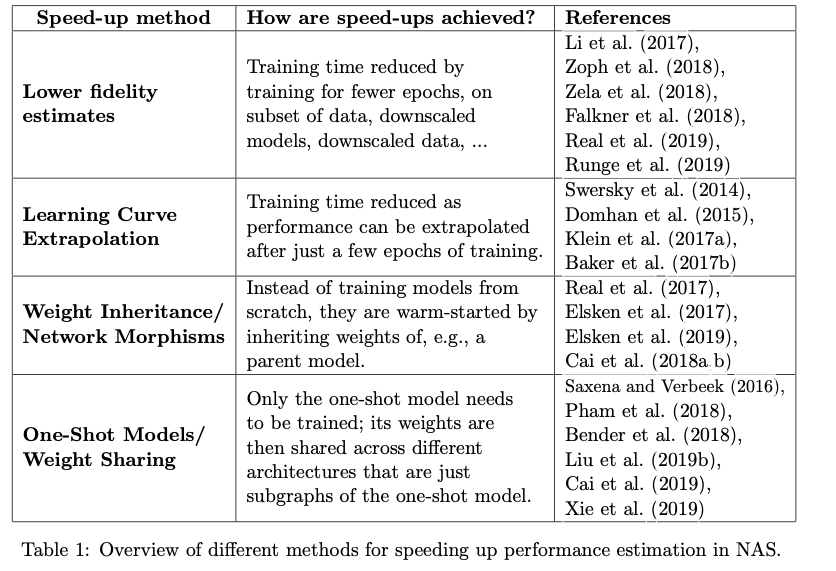 Speed-up method How are speed-ups achieved? References
Lower fidelity
estimates
Training time reduced by
training for fewer epochs, on
subset of data, downscaled
models, downscaled data, ...
Li et al. (2017),
Zoph et al. (2018),
Zela et al. (2018),
Falkner et al. (2018),
Real et al. (2019),
Runge et al. (2019)
Learning Curve
Extrapolation
Training time reduced as
performance can be extrapolated
after just a few epochs of training.
Swersky et al. (2014),
Domhan et al. (2015),
Klein et al. (2017a),
Baker et al. (2017b)
Weight Inheritance/
Network Morphisms
Instead of training models from
scratch, they are warm-started by
inheriting weights of, e.g., a
parent model.
Real et al. (2017),
Elsken et al. (2017),
Elsken et al. (2019),
Cai et al. (2018a,b)
One-Shot Models/
Weight Sharing
Only the one-shot model needs
to be trained; its weights are
then shared across different
architectures that are just
subgraphs of the one-shot model.
Saxena and Verbeek (2016),
Pham et al. (2018),
Bender et al. (2018),
Liu et al. (2019b),
Cai et al. (2019),
Xie et al. (2019)
Table 1: Overview of different methods for speeding up performance estimation in NAS.